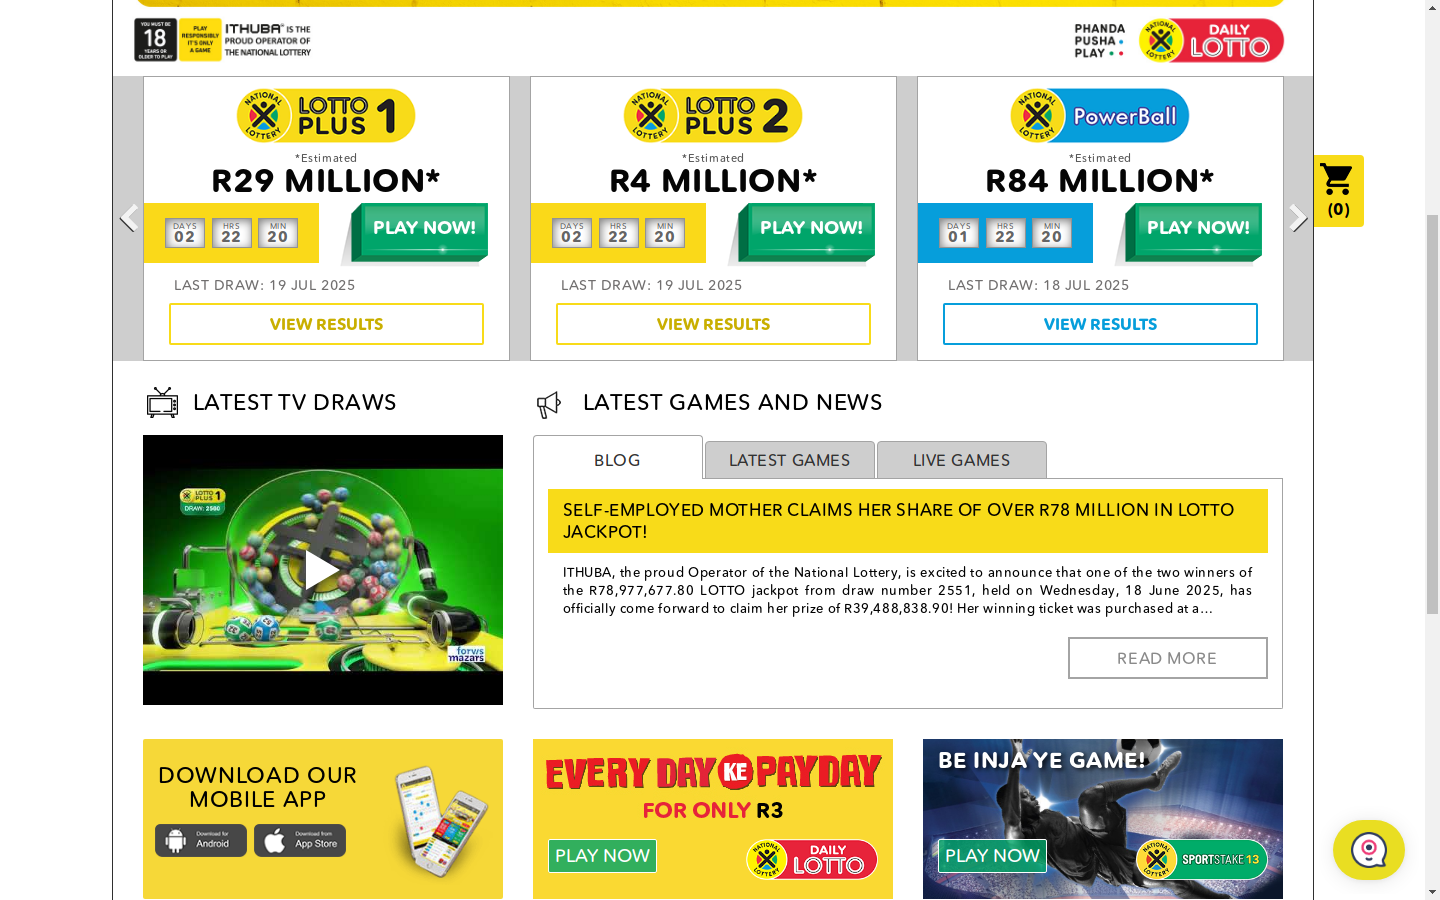 YOU MUST BE
18
YEARS OR
OLDER TO PLAY
PLAY
RESPONSIBLY
IT'S ONLY
A GAME
ITHUBA® IS THE
PROUD OPERATOR OF
THE NATIONAL LOTTERY
PHANDA
PUSHA
PLAY
NATIONAL LOTTERY
DAILY
LOTTO
NATIONAL LOTTERY
LOTTO
PLUS 1
*Estimated
R29 MILLION*
DAYS HRS MIN
02 22 20
PLAY NOW!
LAST DRAW: 19 JUL 2025
VIEW RESULTS
NATIONAL LOTTERY
LOTTO
PLUS 2
*Estimated
R4 MILLION*
DAYS HRS MIN
02 22 20
PLAY NOW!
LAST DRAW: 19 JUL 2025
VIEW RESULTS
NATIONAL LOTTERY
PowerBall
*Estimated
R84 MILLION*
DAYS HRS MIN
01 22 20
PLAY NOW!
LAST DRAW: 18 JUL 2025
VIEW RESULTS
(0)
LATEST TV DRAWS
LOTTO
PLUS 1
DRAW: 2560
forvis
mazars
LATEST GAMES AND NEWS
BLOG
LATEST GAMES
LIVE GAMES
SELF-EMPLOYED MOTHER CLAIMS HER SHARE OF OVER R78 MILLION IN LOTTO
JACKPOT!
ITHUBA, the proud Operator of the National Lottery, is excited to announce that one of the two winners of
the R78,977,677.80 LOTTO jackpot from draw number 2551, held on Wednesday, 18 June 2025, has
officially come forward to claim her prize of R39,488,838.90! Her winning ticket was purchased at a...
READ MORE
DOWNLOAD OUR
MOBILE APP
Download for
Android
Download from
App Store
EVERY DAY KE PAYDAY
FOR ONLY R3
PLAY NOW
NATIONAL LOTTERY
DAILY
LOTTO
BE INJA YE GAME!
PLAY NOW
NATIONAL LOTTERY
SPORTSTAKE 13